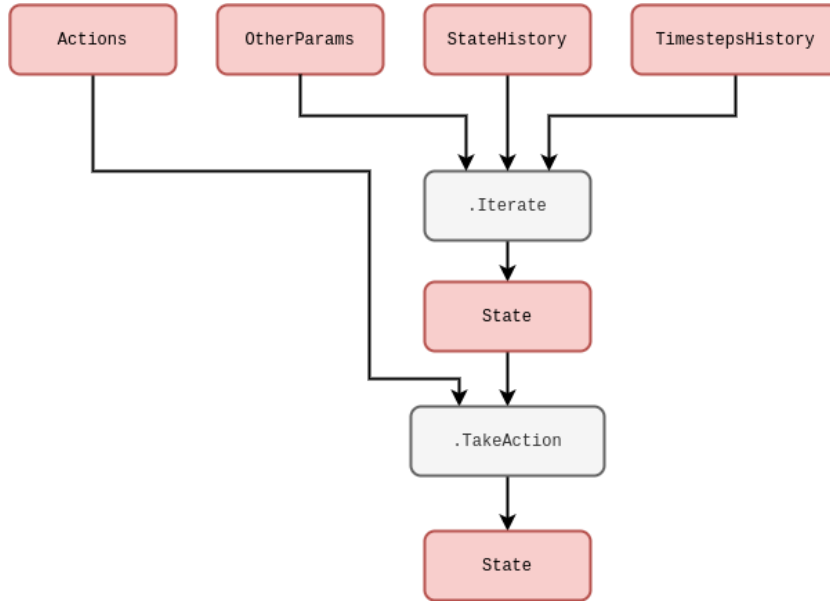 Actions
OtherParams
StateHistory
TimestepsHistory
.Iterate
State
.TakeAction
State